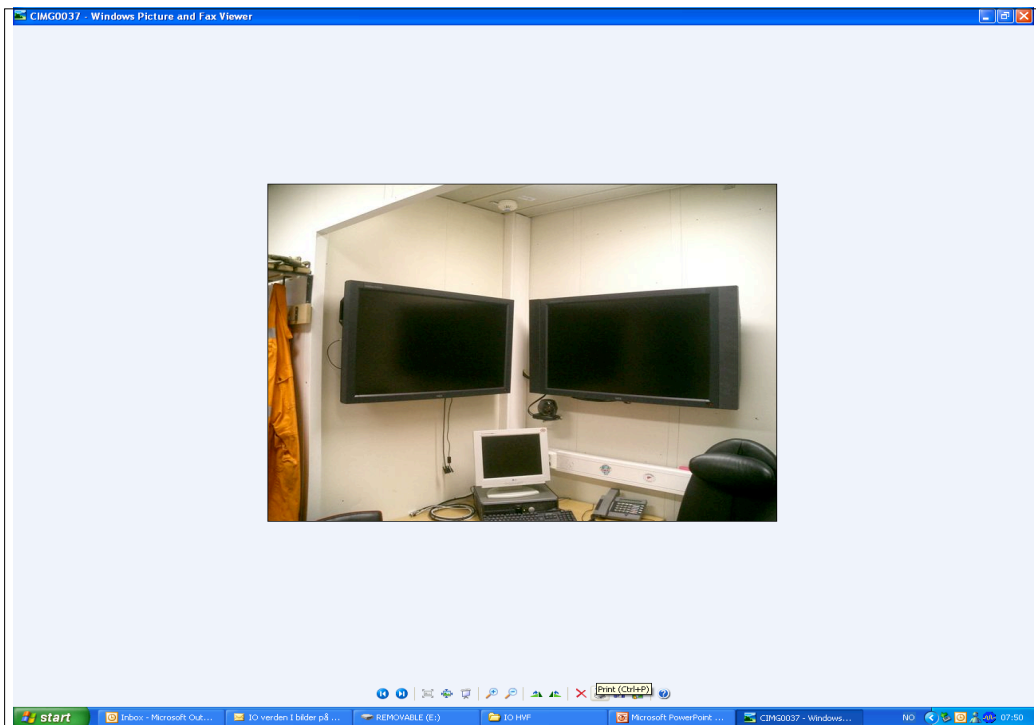 CIMG0037 - Windows Picture and Fax Viewer
Print (Ctrl+P)
start
Inbox - Microsoft Out...
IO verden I bilder på ...
REMOVABLE (E:)
IO HVF
Microsoft PowerPoint ...
CIMG0037 - Windows...
NO
07:50